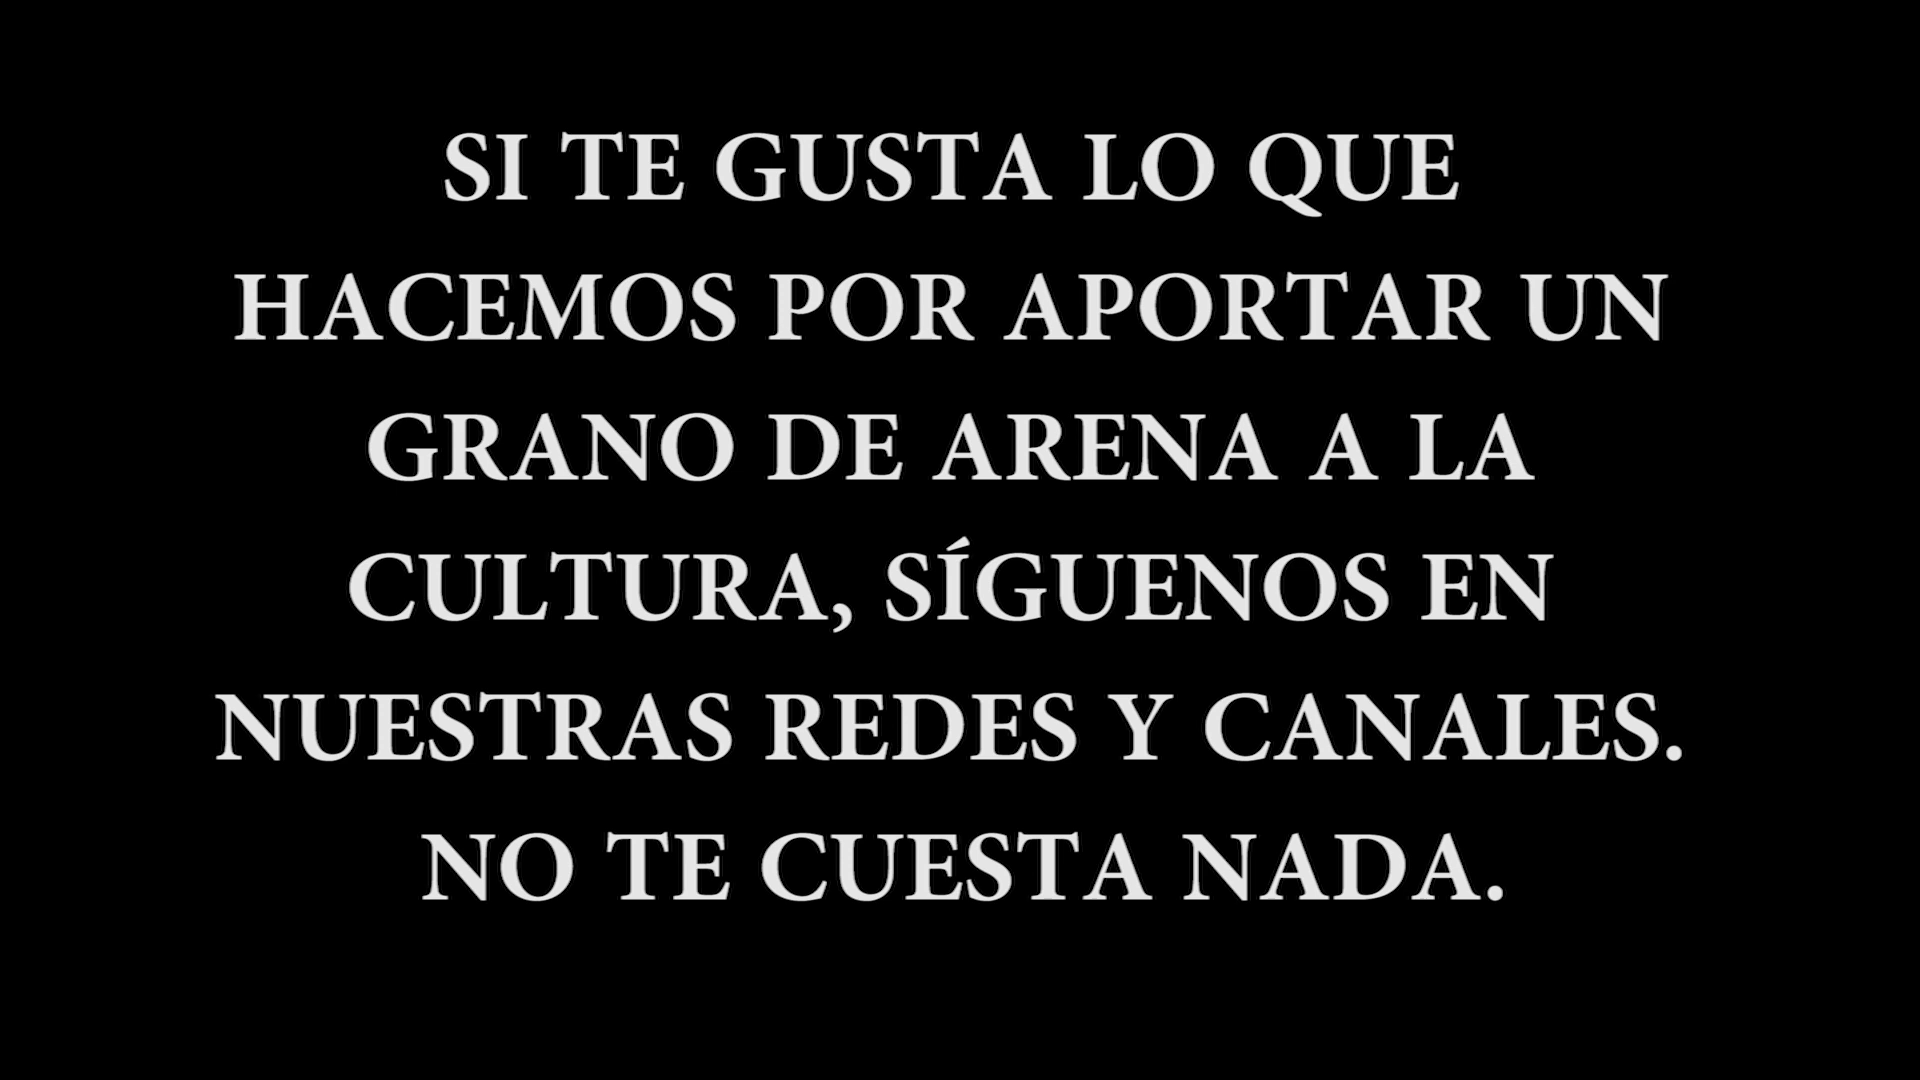 SI TE GUSTA LO QUE
HACEMOS POR APORTAR UN
GRANO DE ARENA A LA
CULTURA, SÍGUENOS EN
NUESTRAS REDES Y CANALES.
NO TE CUESTA NADA.